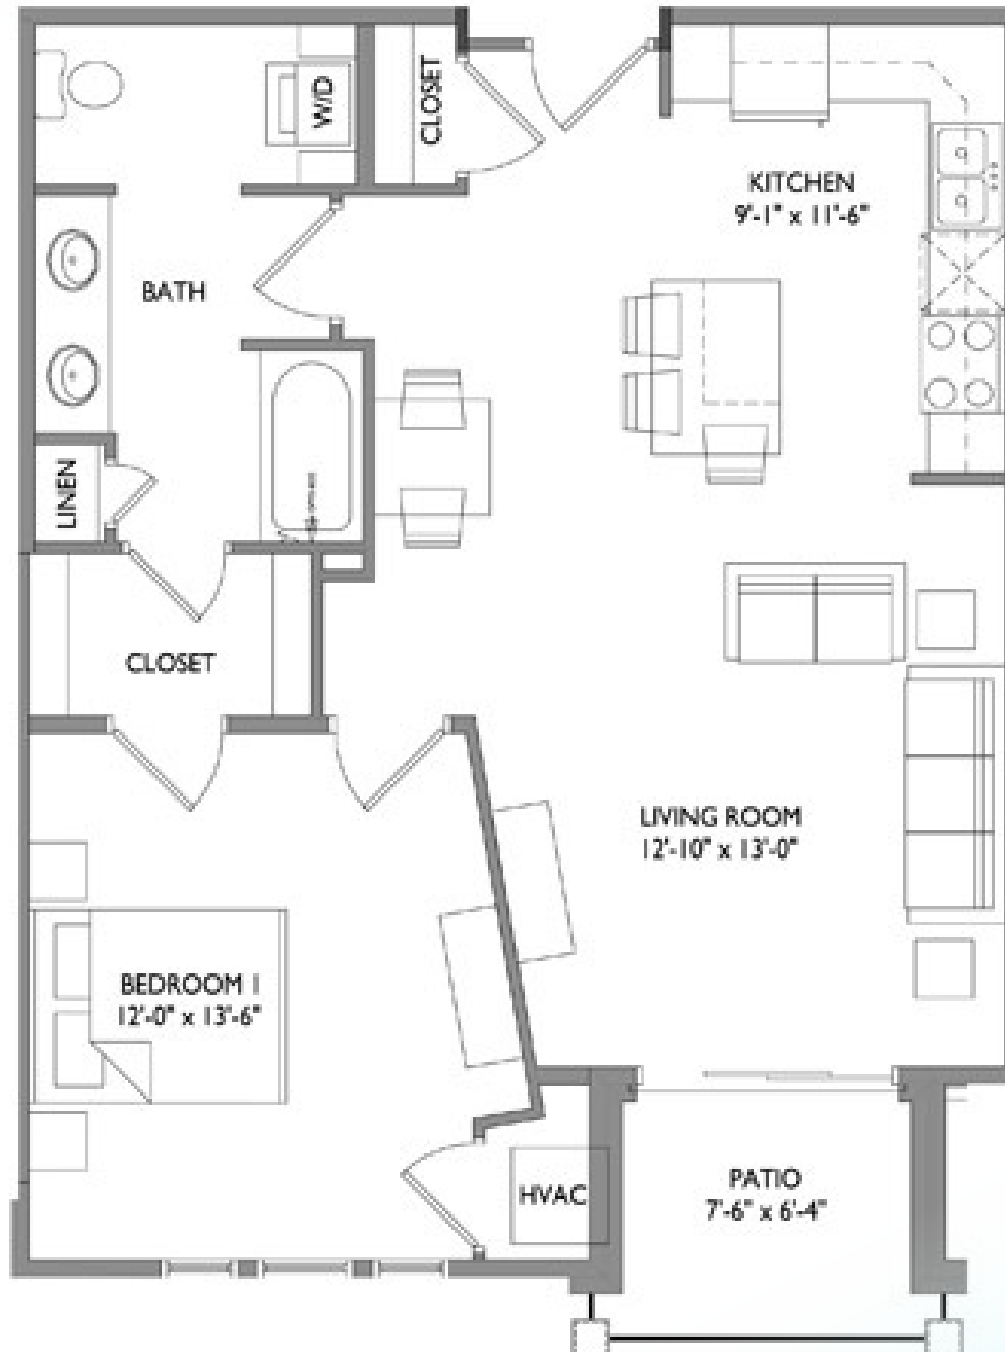 W/D
CLOSET
KITCHEN
9'-1" x 11'-6"
BATH
LINEN
CLOSET
LIVING ROOM
12'-10" x 13'-0"
BEDROOM 1
12'-0" x 13'-6"
HVAC
PATIO
7'-6" x 6'-4"